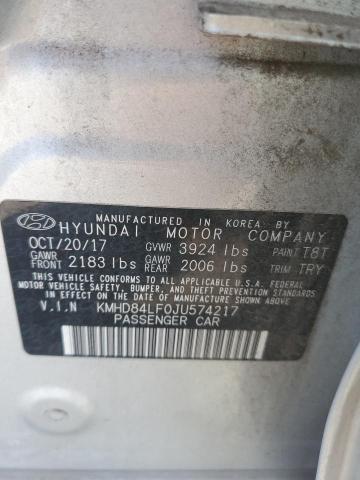 MANUFACTURED IN KOREA BY
HYUNDAI MOTOR COMPANY
OCT/20/17 GVWR 3924 lbs PAINT T8T
GAWR FRONT 2183 lbs GAWR REAR 2006 lbs TRIM TRY
THIS VEHICLE CONFORMS TO ALL APPLICABLE U.S.A. FEDERAL
MOTOR VEHICLE SAFETY, BUMPER, AND THEFT PREVENTION
STANDARDS IN EFFECT ON THE DATE OF MANUFACTURE SHOWN ABOVE.
V.I.N KMHD84LF0JU574217
PASSENGER CAR